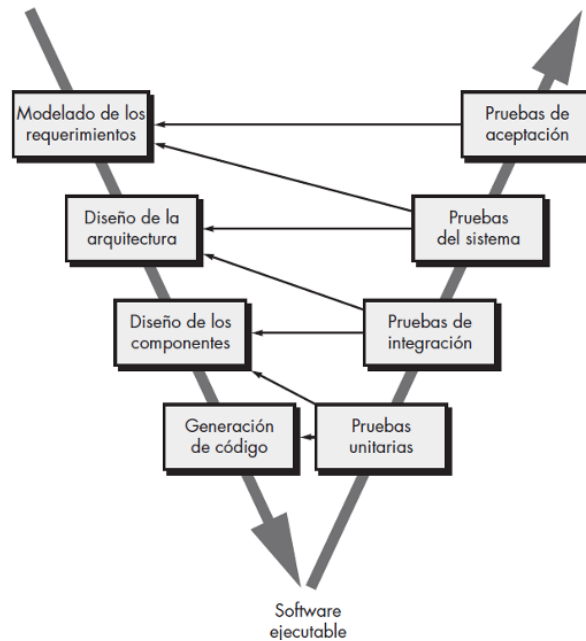 Modelado de los
requerimientos
Pruebas de
aceptación
Diseño de la
arquitectura
Pruebas
del sistema
Diseño de los
componentes
Pruebas de
integración
Generación
de código
Pruebas
unitarias
Software
ejecutable